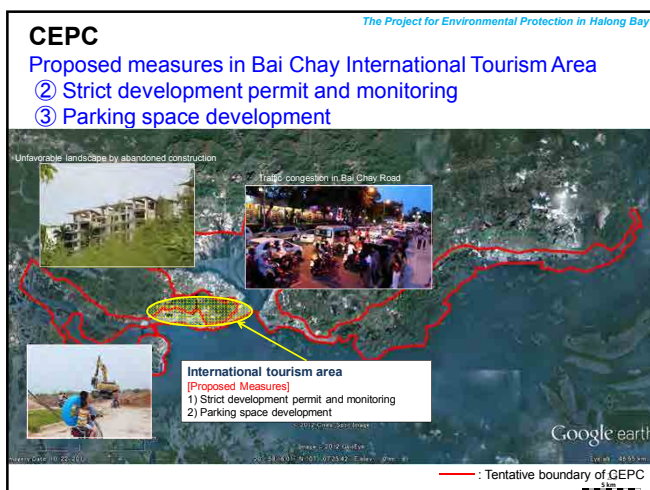 The Project for Environmental Protection in Halong Bay
CEPC
Proposed measures in Bai Chay International Tourism Area
② Strict development permit and monitoring
③ Parking space development
Unfavorable landscape by abandoned construction
Traffic congestion in Bai Chay Road
International tourism area
[Proposed Measures]
1) Strict development permit and monitoring
2) Parking space development
Google earth
: Tentative boundary of CEPC
5 km